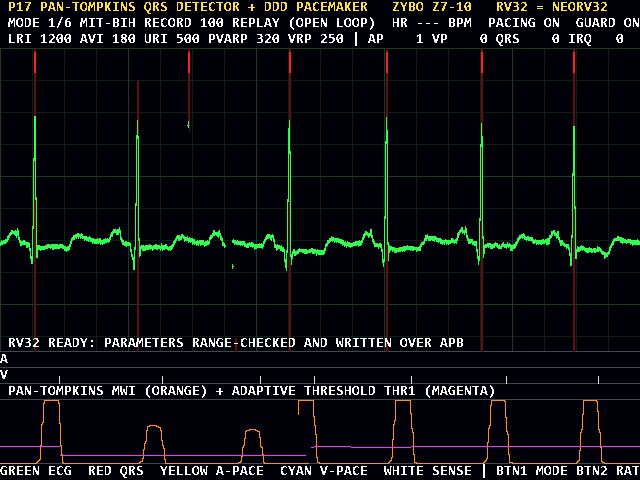 P17 PAN-TOMPKINS QRS DETECTOR + DDD PACEMAKER ZYBO Z7-10 RV32 = NEORV32
MODE 1/6 MIT-BIH RECORD 100 REPLAY (OPEN LOOP) HR --- BPM PACING ON GUARD ON
LRI 1200 AVI 180 URI 500 PVARP 320 VRP 250 | AP 1 VP 0 QRS 0 IRQ 0
RV32 READY: PARAMETERS RANGE-CHECKED AND WRITTEN OVER APB
A
V
PAN-TOMPKINS MWI (ORANGE) + ADAPTIVE THRESHOLD THR1 (MAGENTA)
GREEN ECG RED QRS YELLOW A-PACE CYAN V-PACE WHITE SENSE | BTN1 MODE BTN2 RAT